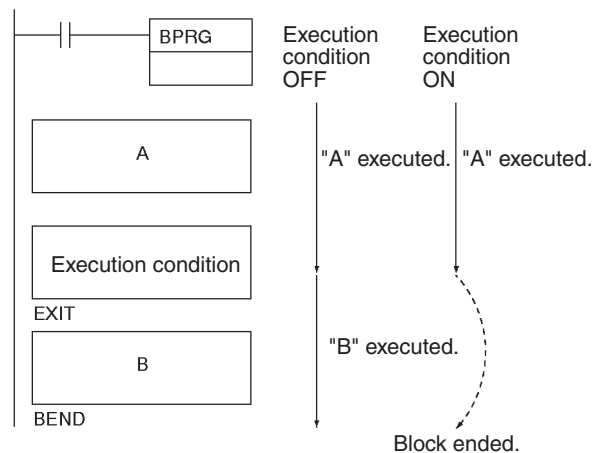 BPRG
Execution
condition
OFF
Execution
condition
ON
A
"A" executed.
"A" executed.
Execution condition
EXIT
B
"B" executed.
BEND
Block ended.